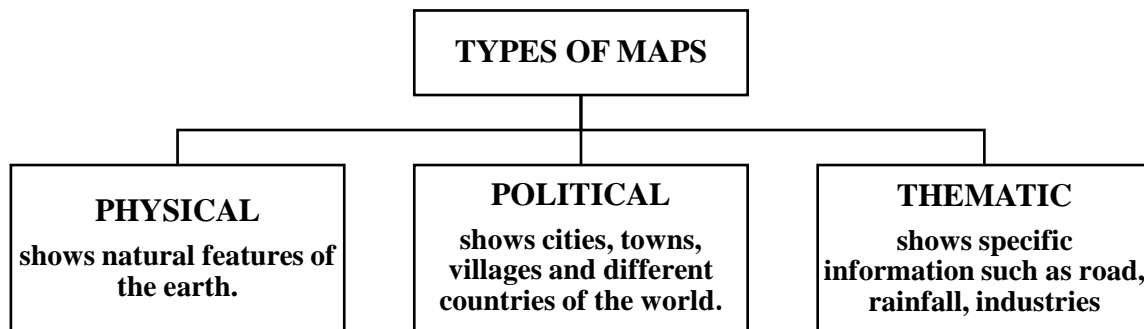 TYPES OF MAPS
PHYSICAL
shows natural features of
the earth.
POLITICAL
shows cities, towns,
villages and different
countries of the world.
THEMATIC
shows specific
information such as road,
rainfall, industries